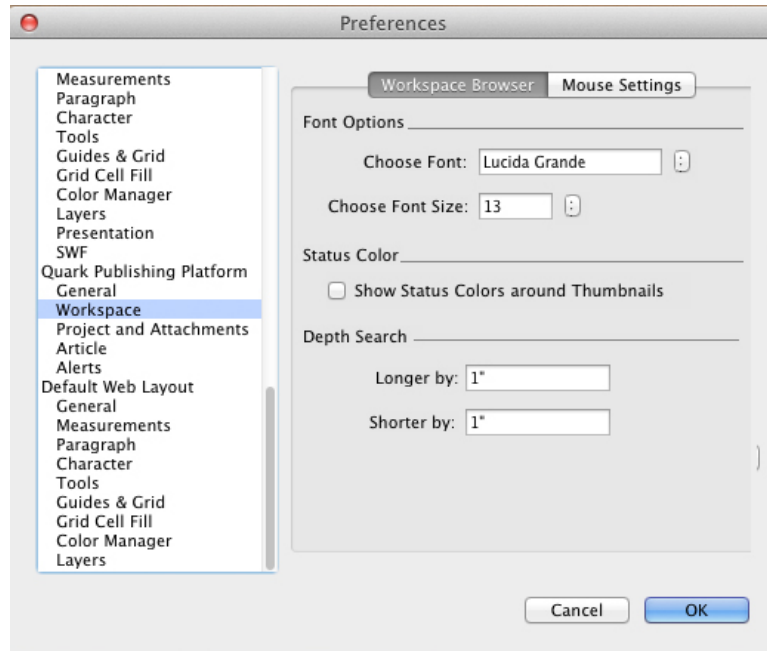 Preferences
Measurements
Paragraph
Character
Tools
Guides & Grid
Grid Cell Fill
Color Manager
Layers
Presentation
SWF
Quark Publishing Platform
General
Workspace
Project and Attachments
Article
Alerts
Default Web Layout
General
Measurements
Paragraph
Character
Tools
Guides & Grid
Grid Cell Fill
Color Manager
Layers
Workspace Browser Mouse Settings
Font Options
Choose Font: Lucida Grande
Choose Font Size: 13
Status Color
Show Status Colors around Thumbnails
Depth Search
Longer by: 1"
Shorter by: 1"
Cancel OK